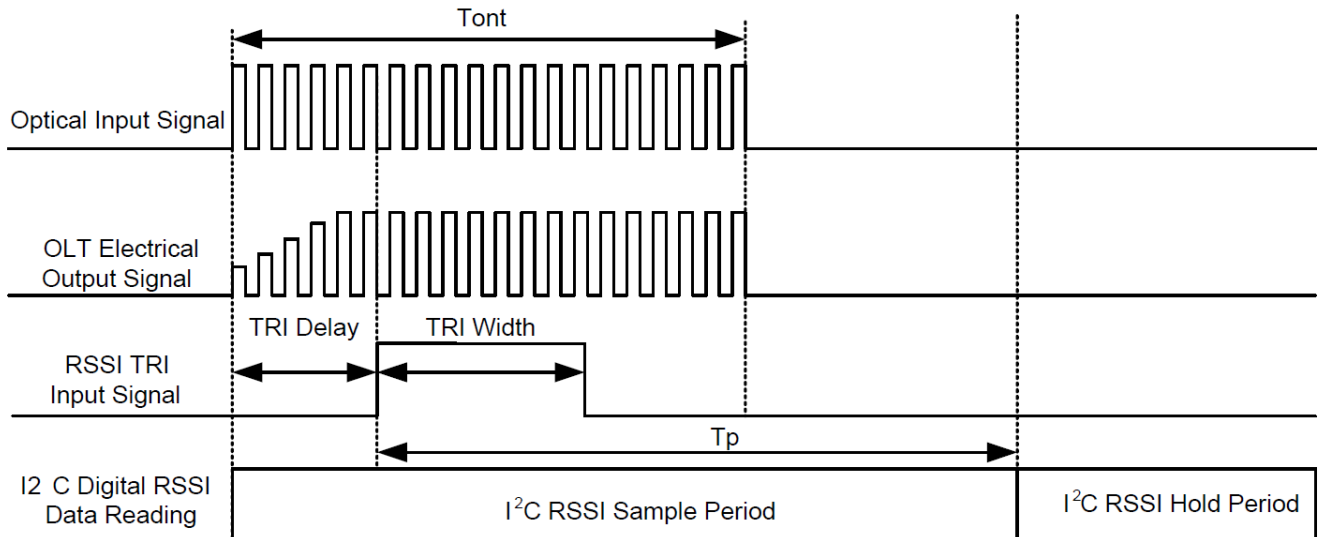 Tont
Optical Input Signal
OLT Electrical
Output Signal
TRI Delay
TRI Width
RSSI TRI
Input Signal
Tp
I2 C Digital RSSI
Data Reading
I²C RSSI Sample Period
I²C RSSI Hold Period